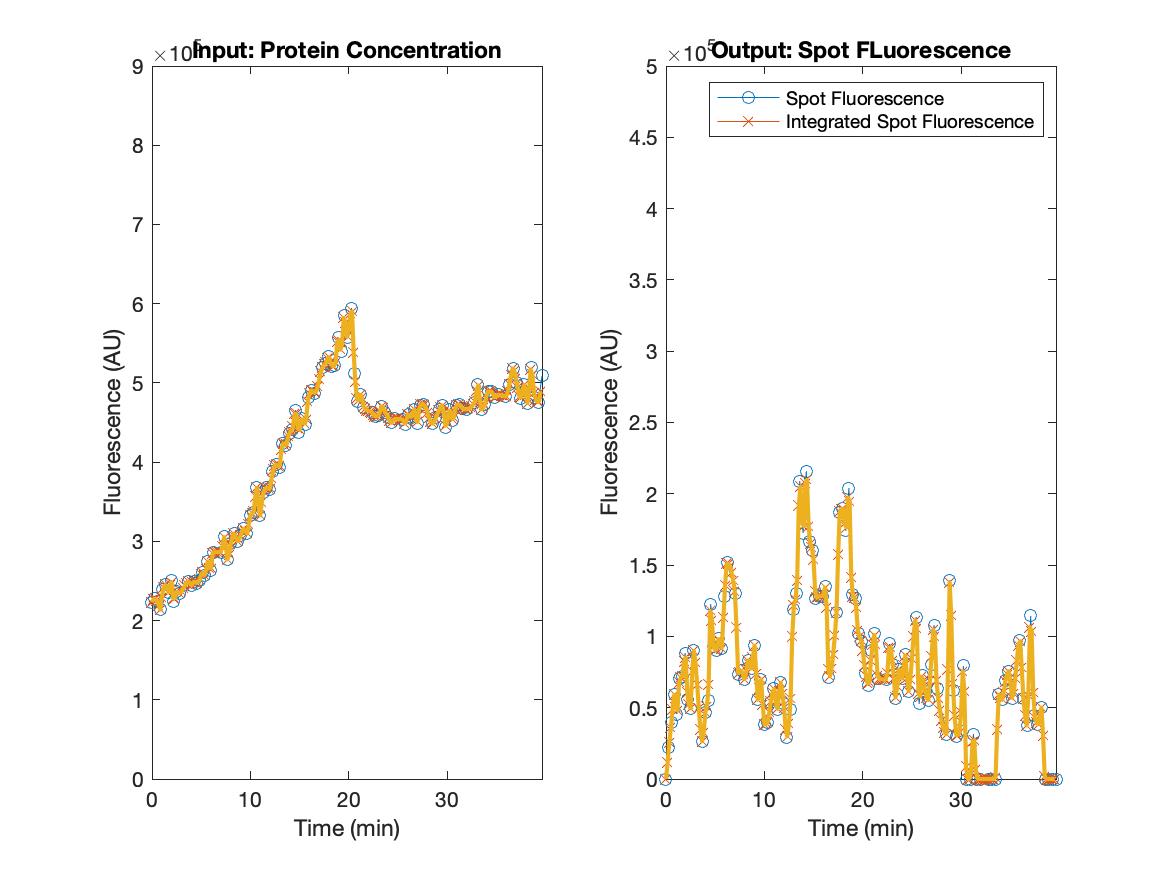 ×10⁵ Input: Protein Concentration
9
8
7
6
5
4
3
2
1
0
Fluorescence (AU)
0 10 20 30
Time (min)
×10⁵ Output: Spot FLuorescence
Spot Fluorescence
Integrated Spot Fluorescence
5
4.5
4
3.5
3
2.5
2
1.5
1
0.5
0
Fluorescence (AU)
0 10 20 30
Time (min)